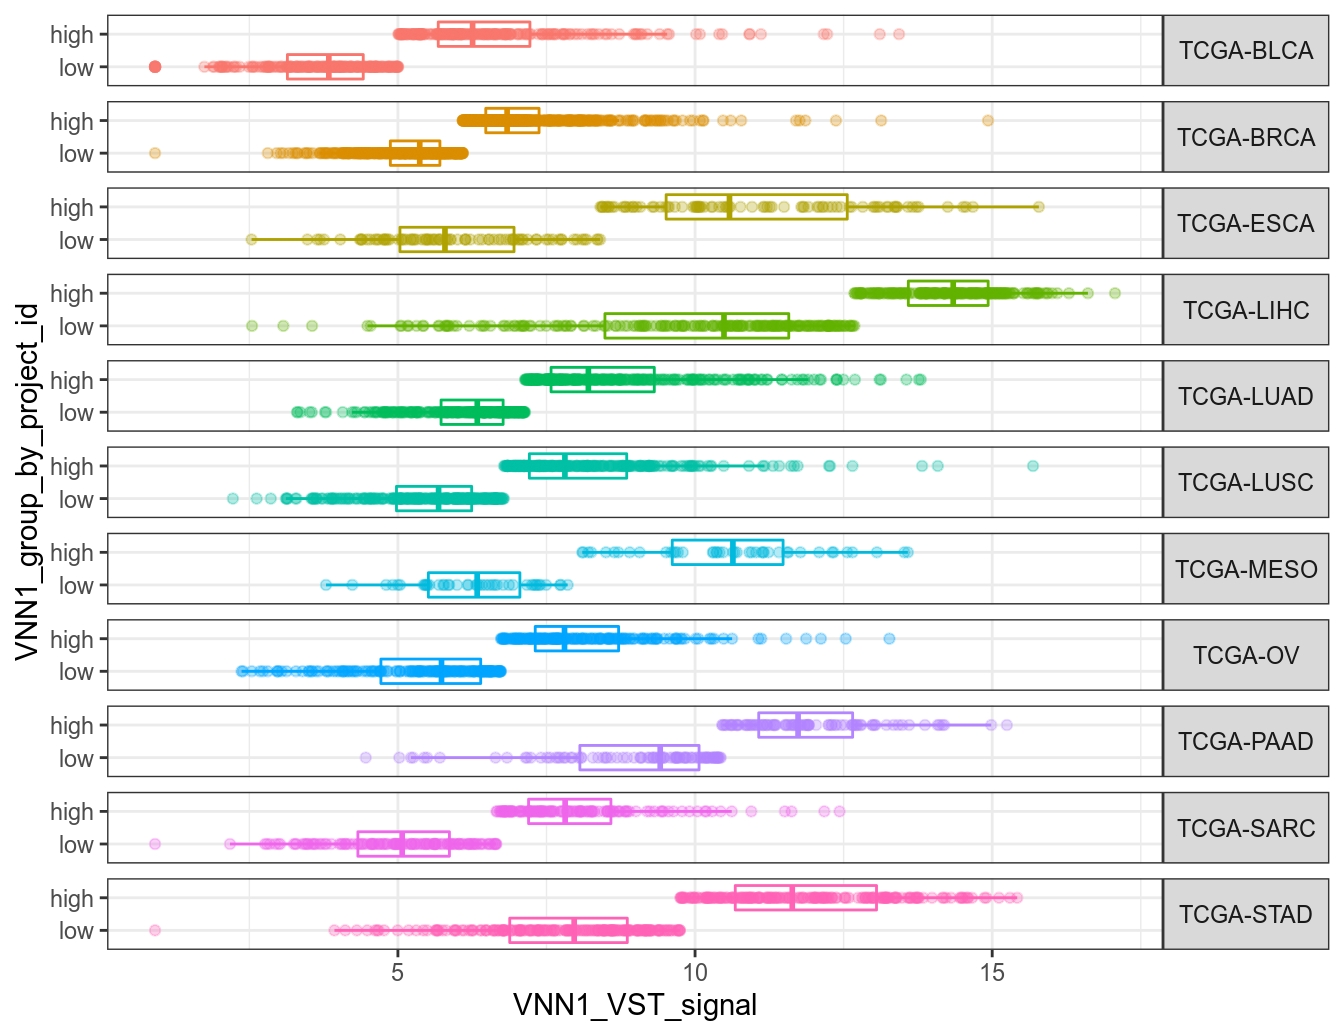 high
low
TCGA-BLCA
high
low
TCGA-BRCA
high
low
TCGA-ESCA
high
low
TCGA-LIHC
high
low
TCGA-LUAD
high
low
TCGA-LUSC
high
low
TCGA-MESO
high
low
TCGA-OV
high
low
TCGA-PAAD
high
low
TCGA-SARC
high
low
TCGA-STAD
VNN1_group_by_project_id
5 10 15
VNN1_VST_signal